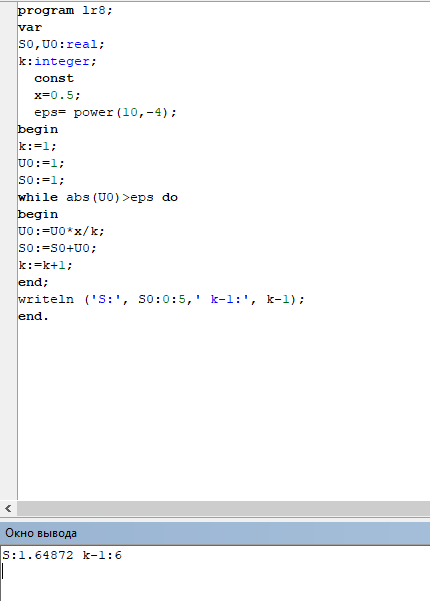 program lr8;
var
S0,U0:real;
k:integer;
const
x=0.5;
eps= power(10,-4);
begin
k:=1;
U0:=1;
S0:=1;
while abs(U0)>eps do
begin
U0:=U0*x/k;
S0:=S0+U0;
k:=k+1;
end;
writeln ('S:', S0:0:5,' k-1:', k-1);
end.
Окно вывода
S:1.64872 k-1:6